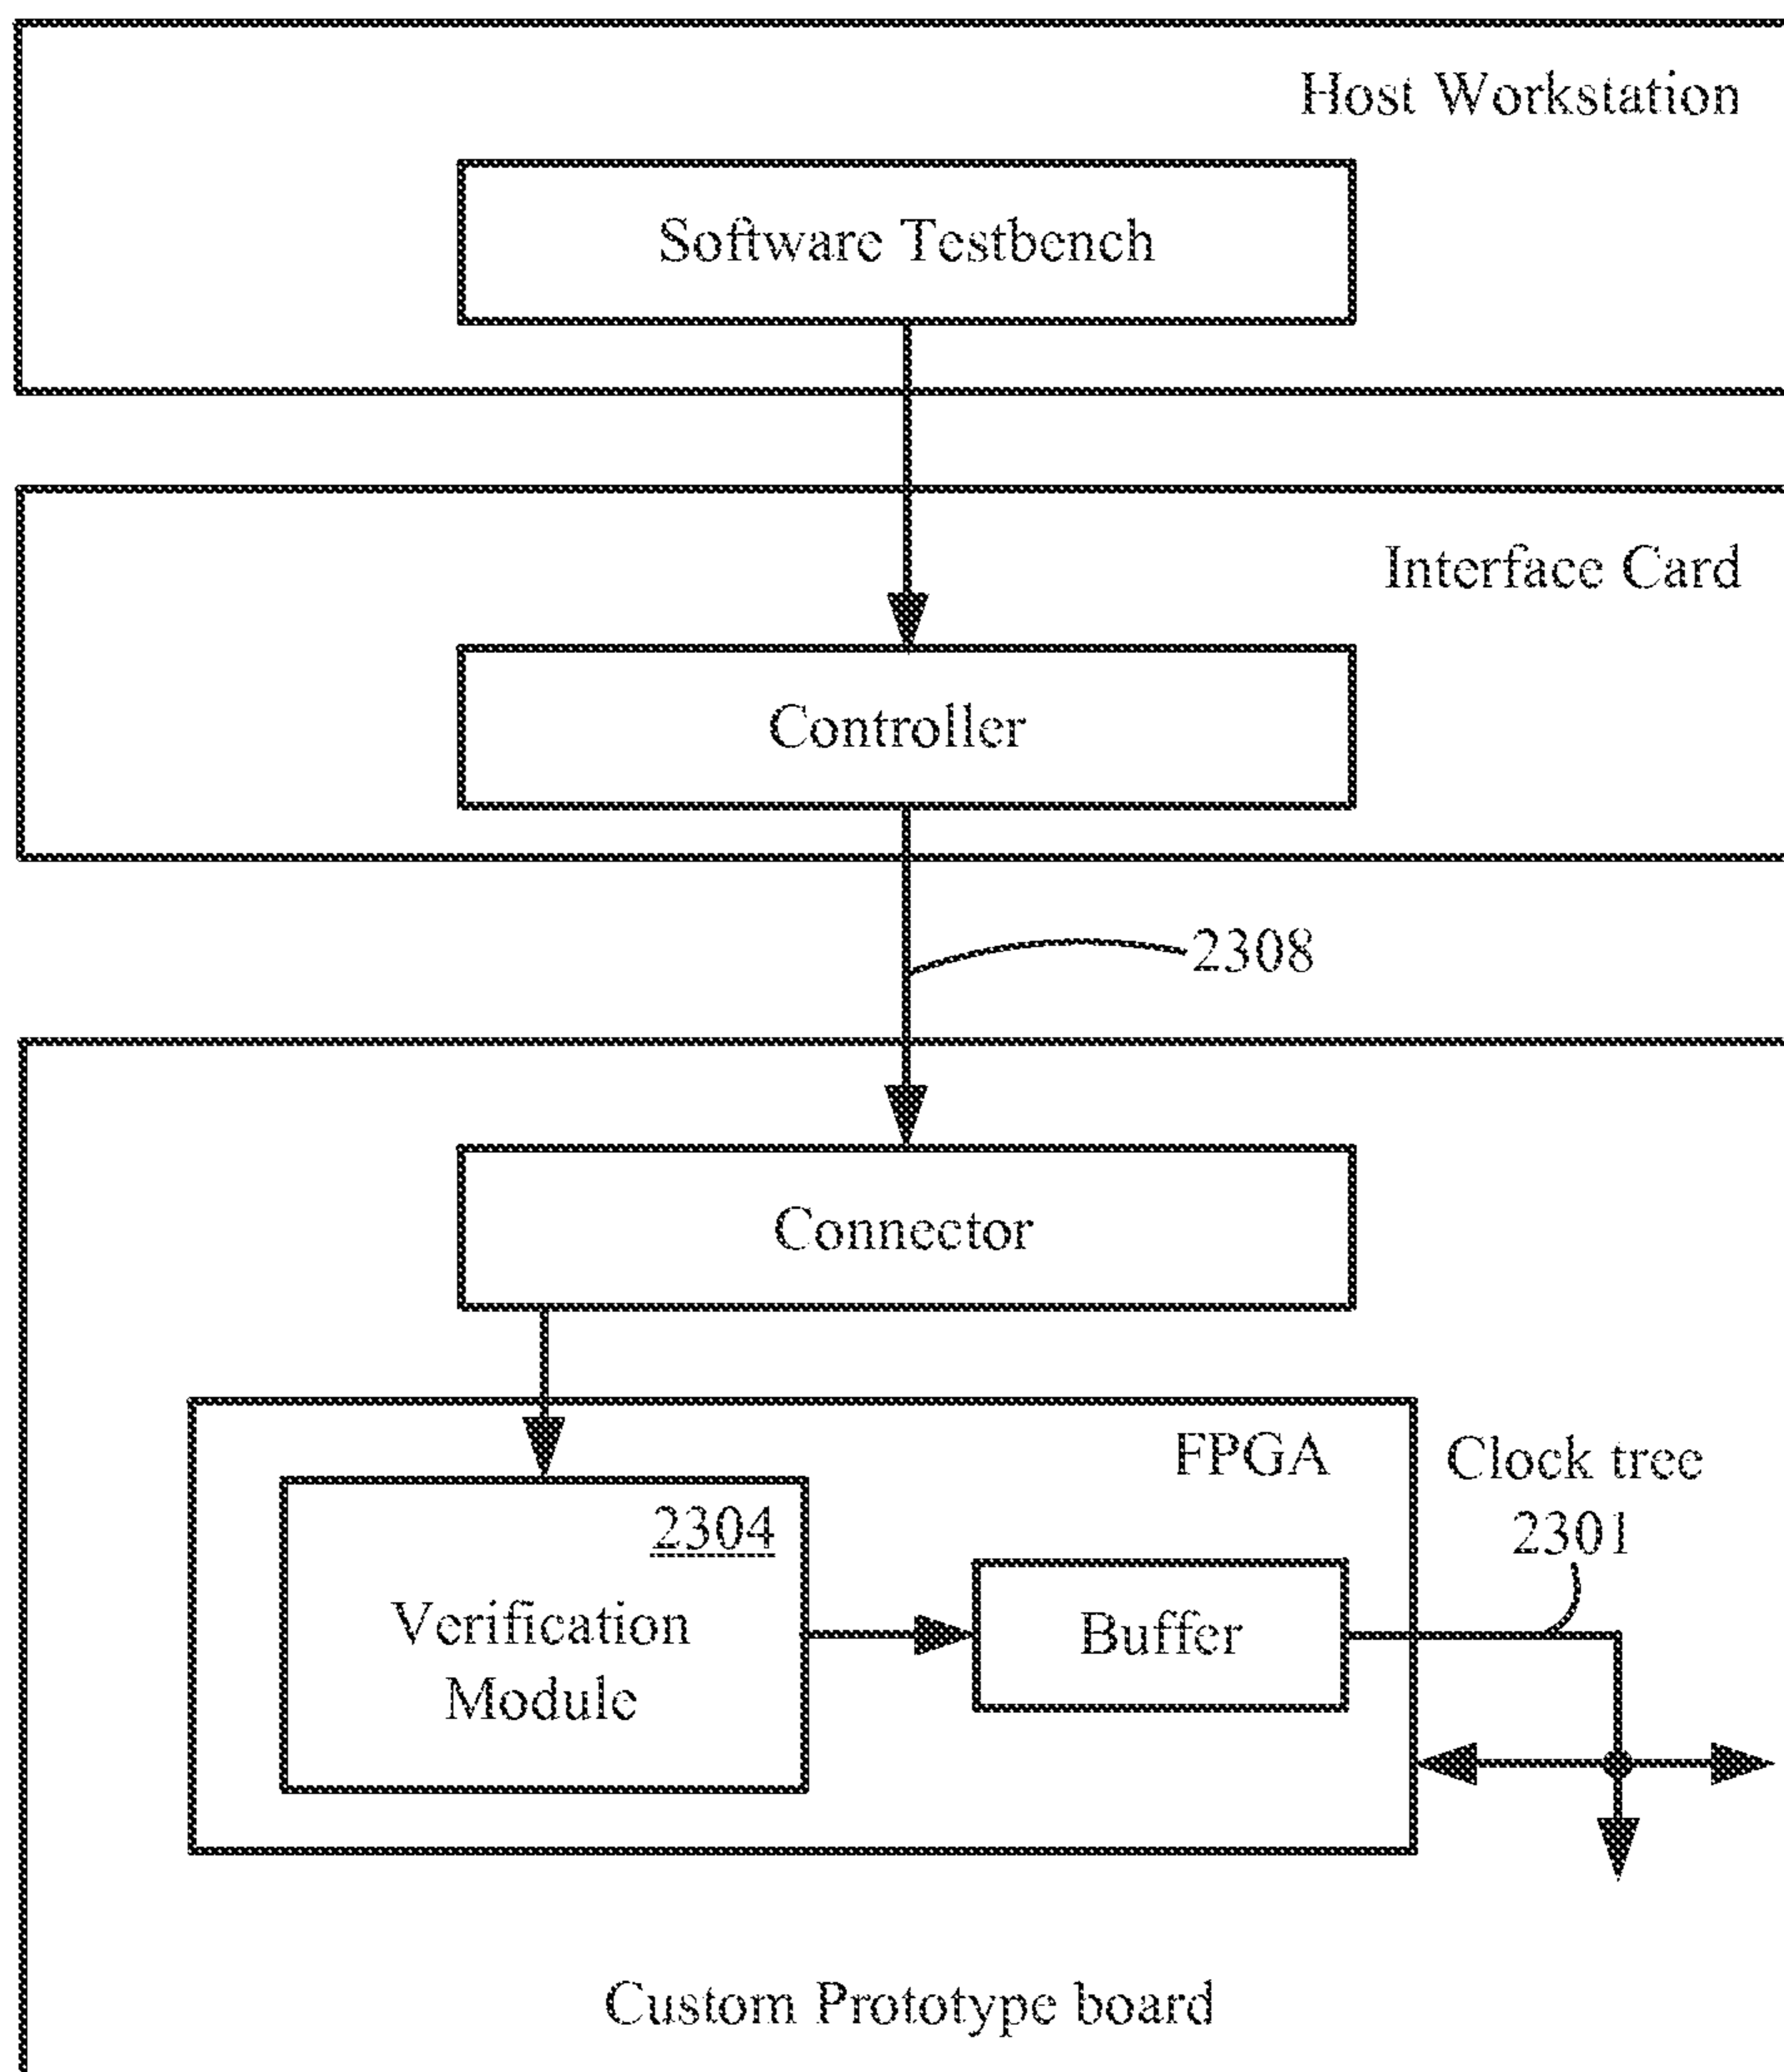 Host Workstation
Software Testbench
Interface Card
Controller
2308
Connector
FPGA
Clock tree
2301
2304
Verification
Module
Buffer
Custom Prototype board